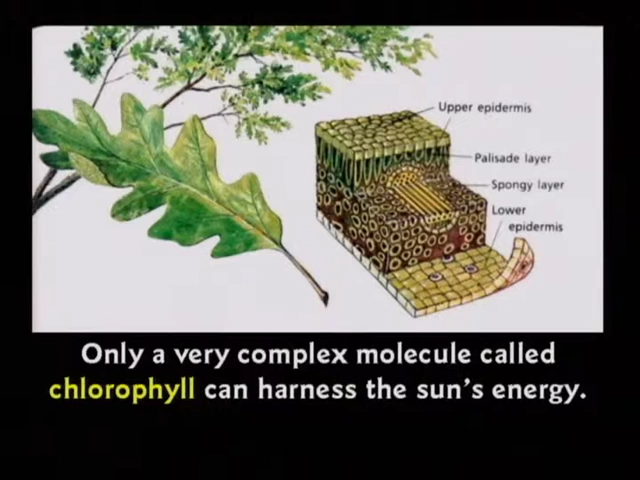 Upper epidermis
Palisade layer
Spongy layer
Lower
epidermis
Only a very complex molecule called
chlorophyll can harness the sun's energy.